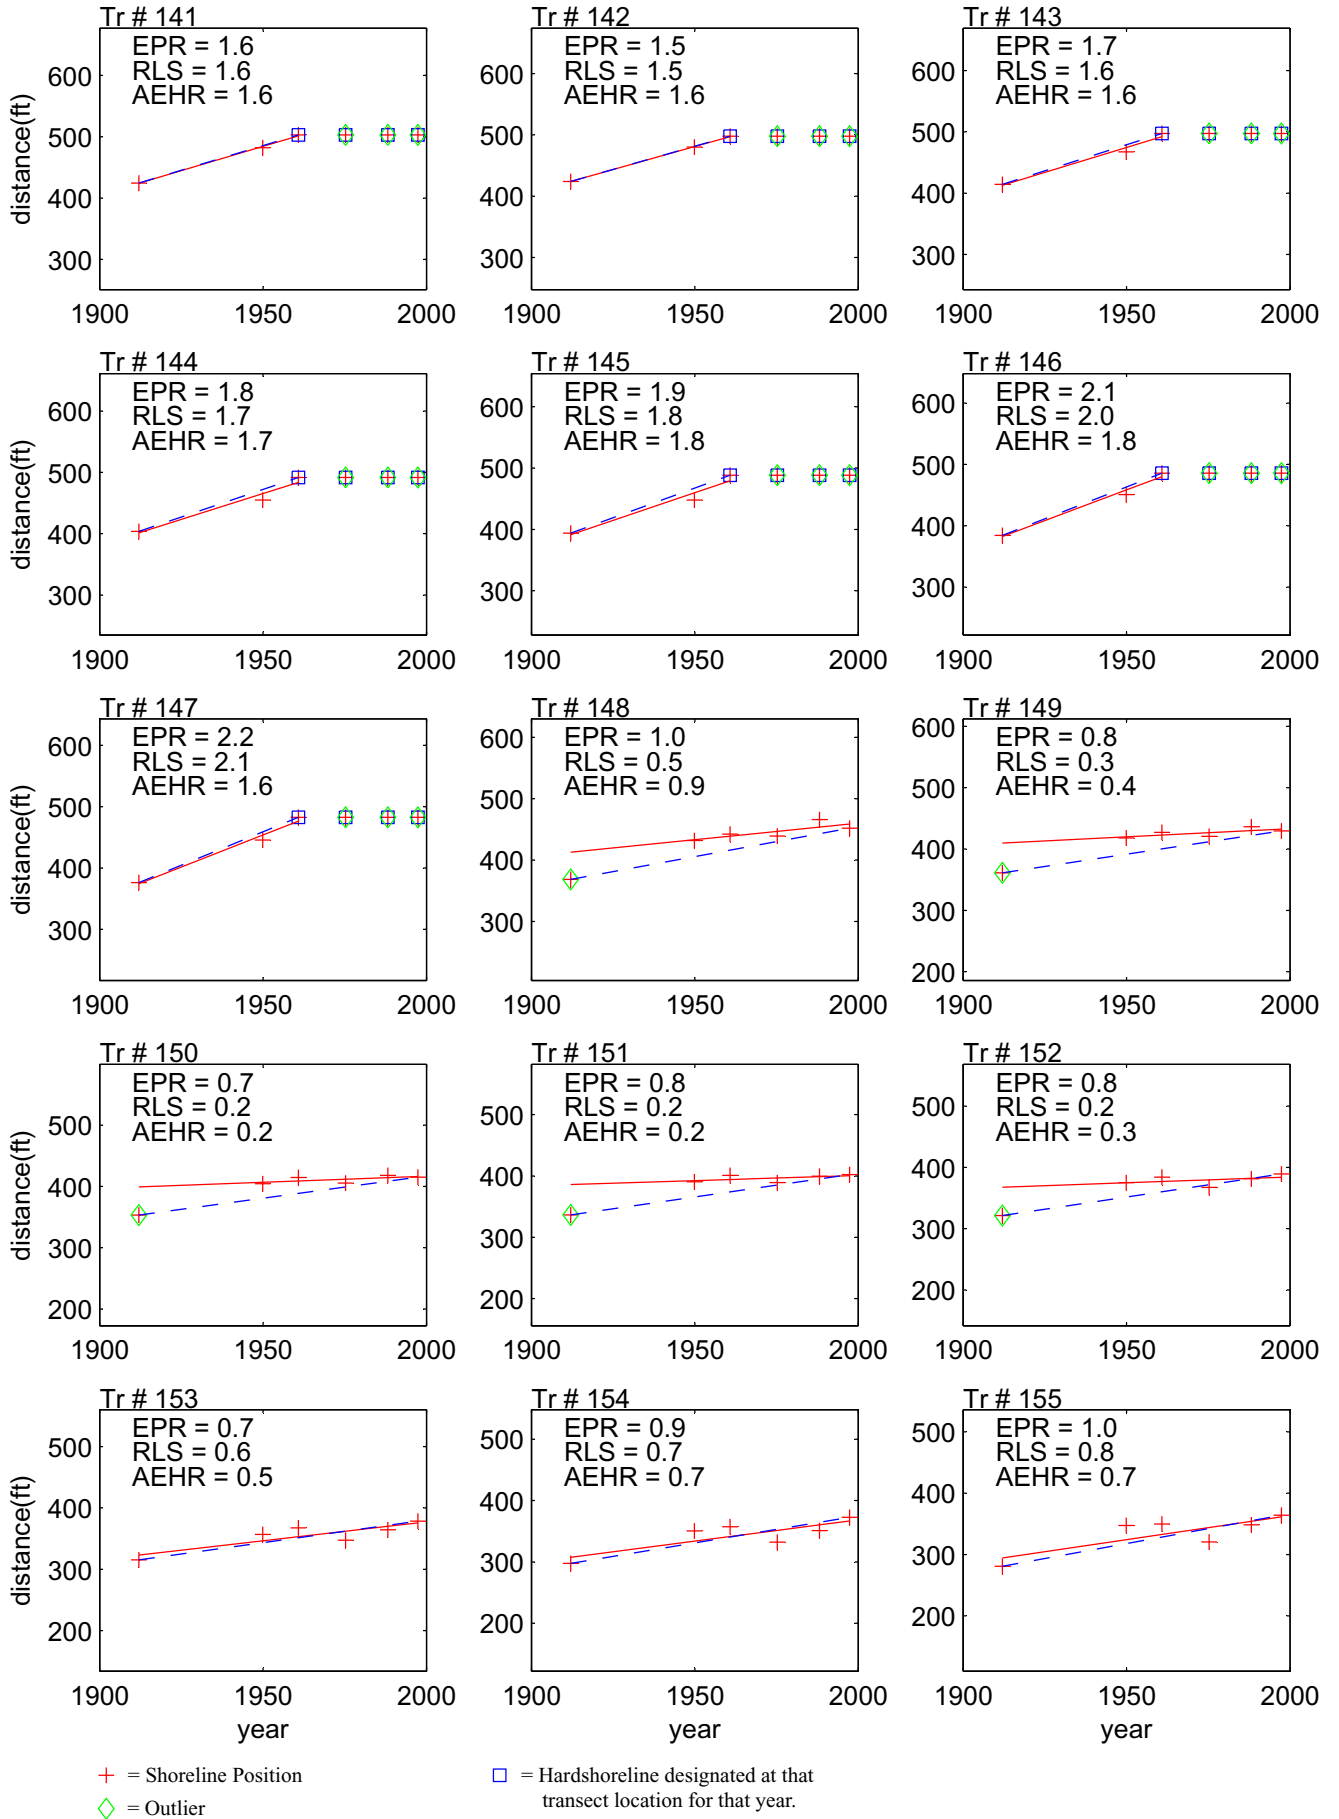 Tr # 141
EPR = 1.6
RLS = 1.6
AEHR = 1.6
distance(ft)
600
500
400
300
1900
1950
2000
Tr # 142
EPR = 1.5
RLS = 1.5
AEHR = 1.6
600
500
400
300
1900
1950
2000
Tr # 143
EPR = 1.7
RLS = 1.6
AEHR = 1.6
600
500
400
300
1900
1950
2000
Tr # 144
EPR = 1.8
RLS = 1.7
AEHR = 1.7
distance(ft)
600
500
400
300
1900
1950
2000
Tr # 145
EPR = 1.9
RLS = 1.8
AEHR = 1.8
600
500
400
300
1900
1950
2000
Tr # 146
EPR = 2.1
RLS = 2.0
AEHR = 1.8
600
500
400
300
1900
1950
2000
Tr # 147
EPR = 2.2
RLS = 2.1
AEHR = 1.6
distance(ft)
600
500
400
300
1900
1950
2000
Tr # 148
EPR = 1.0
RLS = 0.5
AEHR = 0.9
600
500
400
300
1900
1950
2000
Tr # 149
EPR = 0.8
RLS = 0.3
AEHR = 0.4
600
500
400
300
200
1900
1950
2000
Tr # 150
EPR = 0.7
RLS = 0.2
AEHR = 0.2
distance(ft)
500
400
300
200
1900
1950
2000
Tr # 151
EPR = 0.8
RLS = 0.2
AEHR = 0.2
500
400
300
200
1900
1950
2000
Tr # 152
EPR = 0.8
RLS = 0.2
AEHR = 0.3
500
400
300
200
1900
1950
2000
Tr # 153
EPR = 0.7
RLS = 0.6
AEHR = 0.5
distance(ft)
500
400
300
200
1900
1950
2000
year
Tr # 154
EPR = 0.9
RLS = 0.7
AEHR = 0.7
500
400
300
200
1900
1950
2000
year
Tr # 155
EPR = 1.0
RLS = 0.8
AEHR = 0.7
500
400
300
200
1900
1950
2000
year
= Shoreline Position
= Outlier
= Hardshoreline designated at that
transect location for that year.